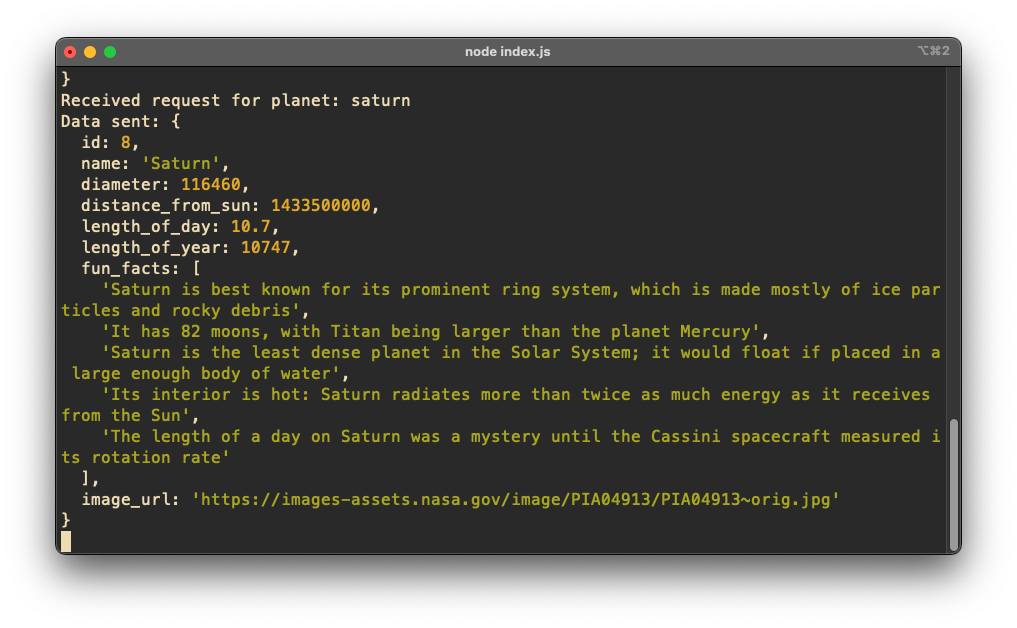 node index.js
⌥⌘2
}
Received request for planet: saturn
Data sent: {
  id: 8,
  name: 'Saturn',
  diameter: 116460,
  distance_from_sun: 1433500000,
  length_of_day: 10.7,
  length_of_year: 10747,
  fun_facts: [
    'Saturn is best known for its prominent ring system, which is made mostly of ice par
ticles and rocky debris',
    'It has 82 moons, with Titan being larger than the planet Mercury',
    'Saturn is the least dense planet in the Solar System; it would float if placed in a
 large enough body of water',
    'Its interior is hot: Saturn radiates more than twice as much energy as it receives
from the Sun',
    'The length of a day on Saturn was a mystery until the Cassini spacecraft measured i
ts rotation rate'
  ],
  image_url: 'https://images-assets.nasa.gov/image/PIA04913/PIA04913~orig.jpg'
}